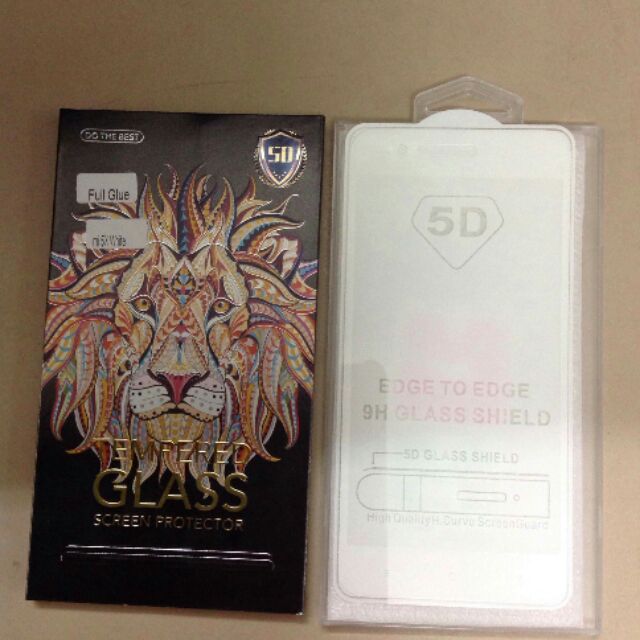 DO THE BEST
5D
Full Glue
mi 5X White
TEMPERED
GLASS
SCREEN PROTECTOR
5D
EDGE TO EDGE
9H GLASS SHIELD
5D GLASS SHIELD
High Quality H.Curve ScreenGuard